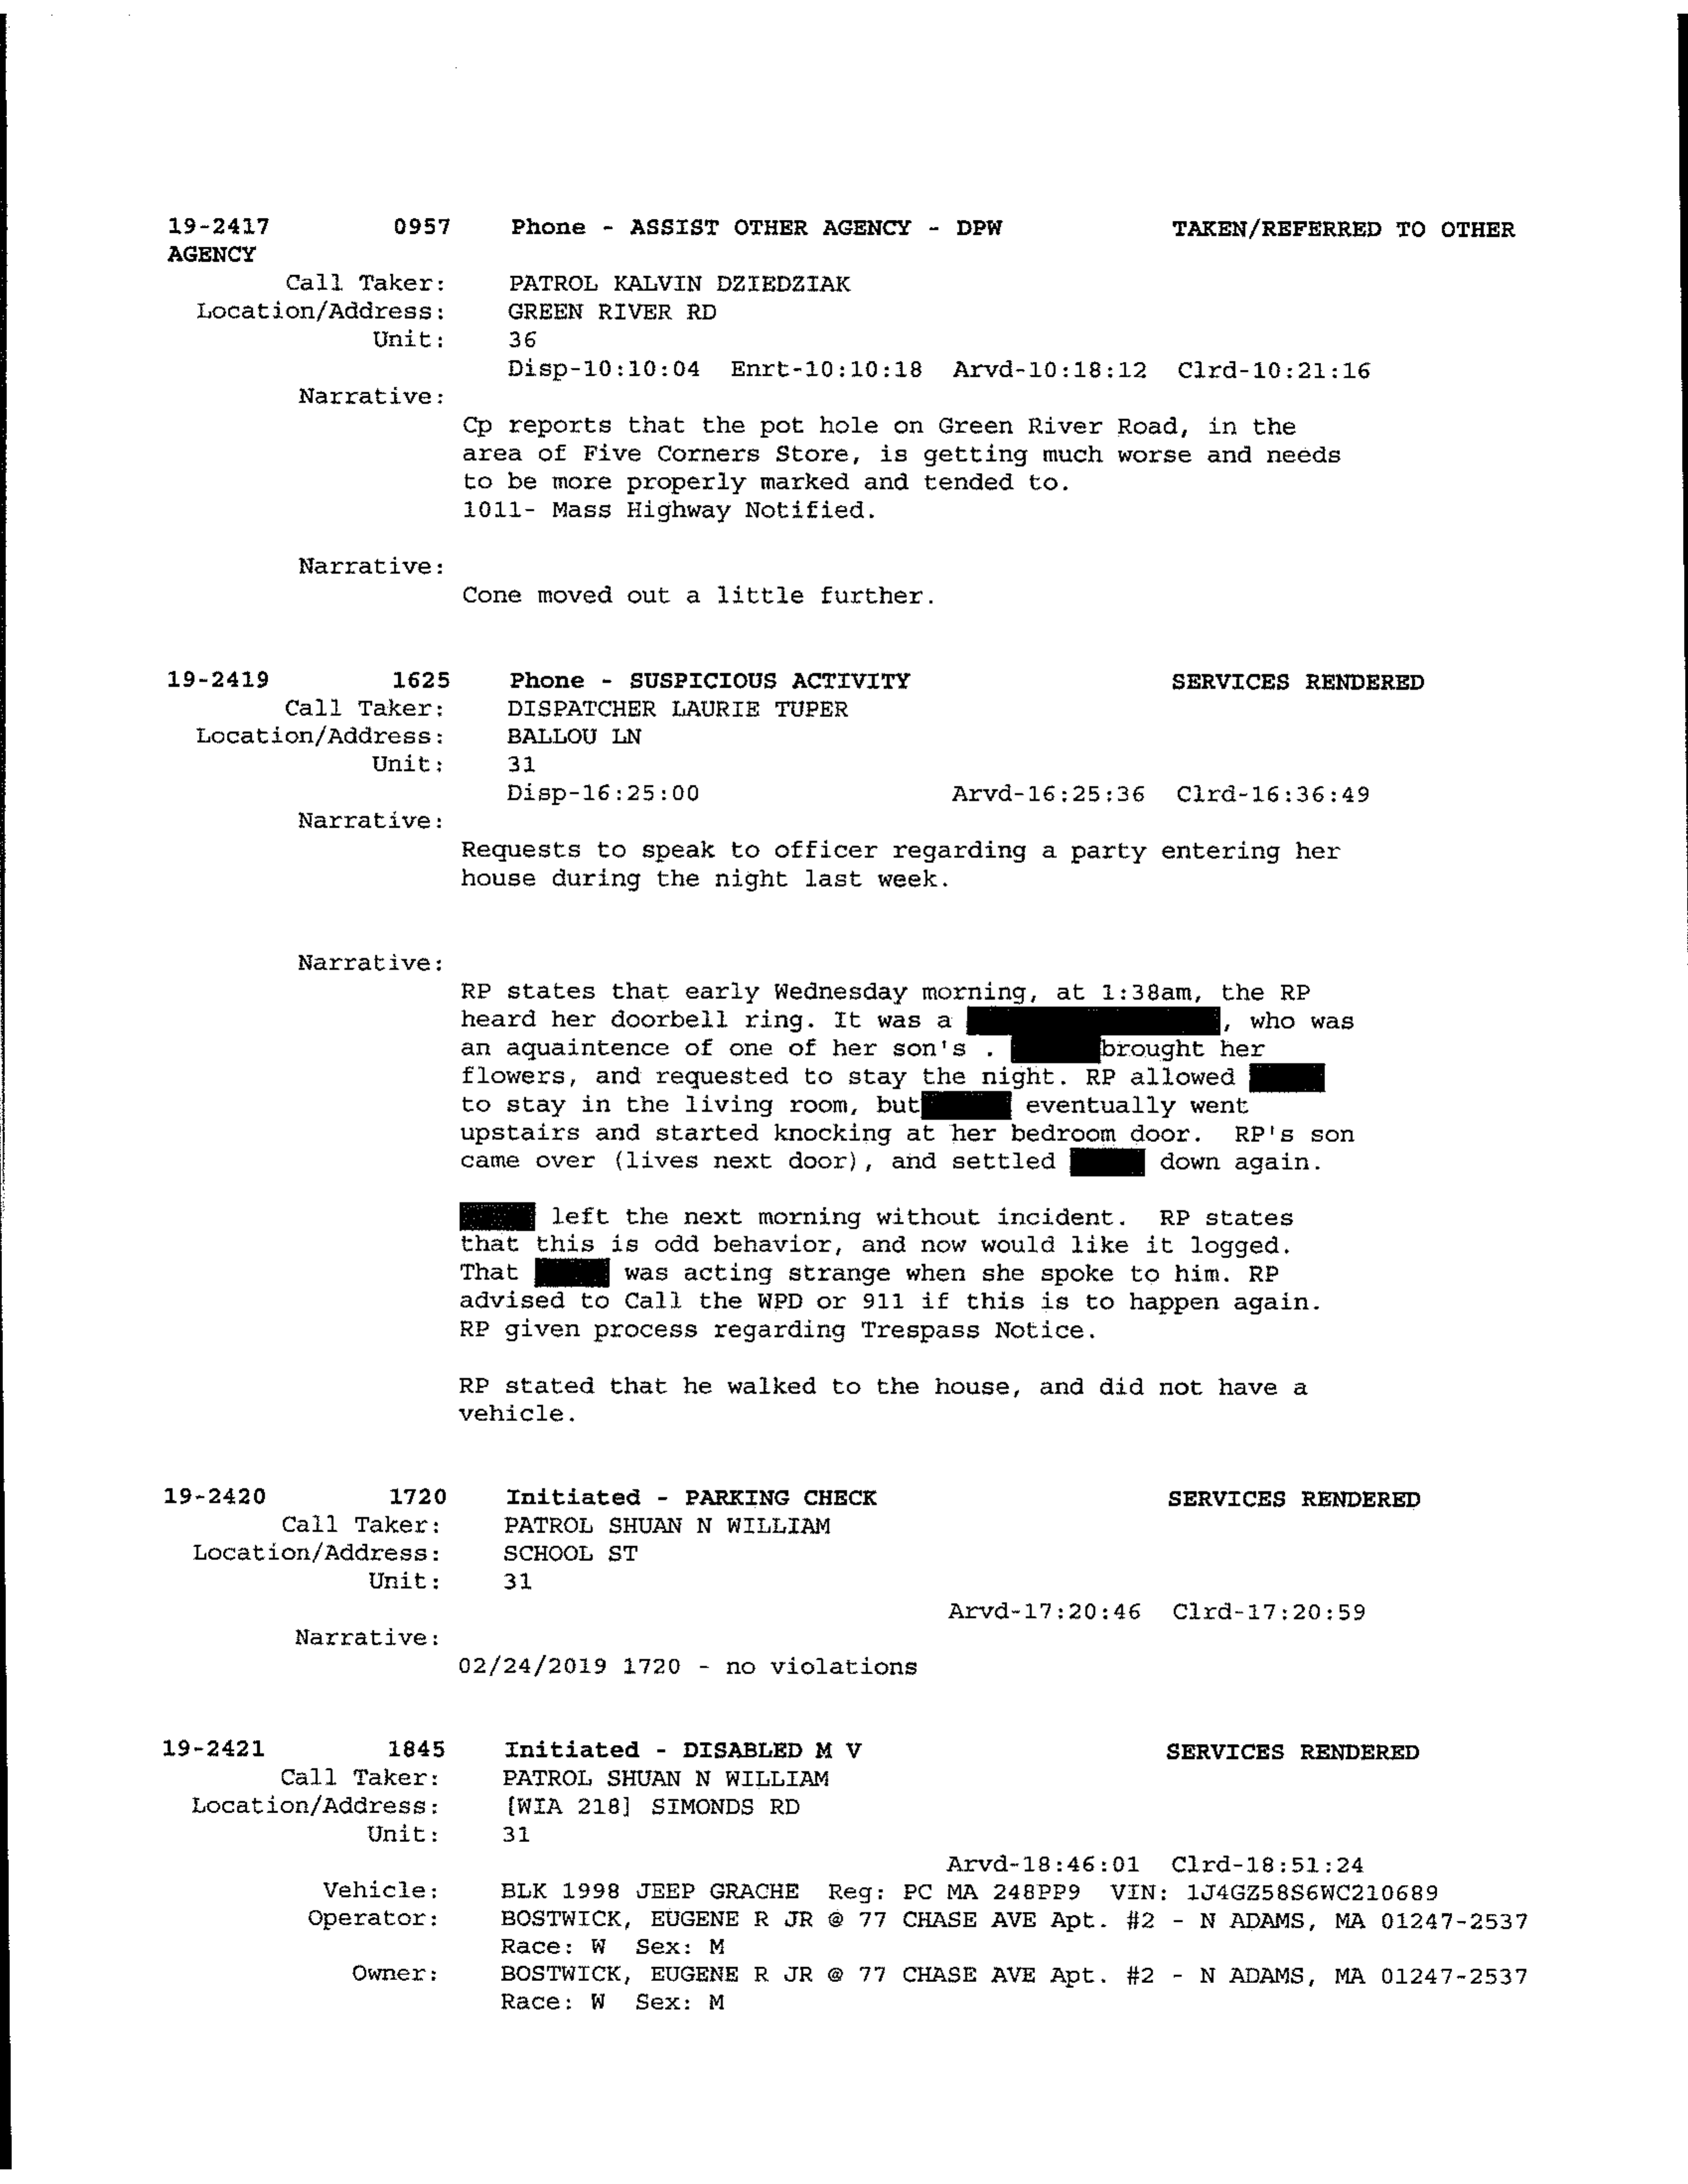 19-2417 0957 Phone - ASSIST OTHER AGENCY - DPW TAKEN/REFERRED TO OTHER
AGENCY
Call Taker: PATROL KALVIN DZIEDZIAK
Location/Address: GREEN RIVER RD
Unit: 36
Disp-10:10:04 Enrt-10:10:18 Arvd-10:18:12 Clrd-10:21:16
Narrative:
Cp reports that the pot hole on Green River Road, in the
area of Five Corners Store, is getting much worse and needs
to be more properly marked and tended to.
1011- Mass Highway Notified.
Narrative:
Cone moved out a little further.
19-2419 1625 Phone - SUSPICIOUS ACTIVITY SERVICES RENDERED
Call Taker: DISPATCHER LAURIE TUPER
Location/Address: BALLOU LN
Unit: 31
Disp-16:25:00 Arvd-16:25:36 Clrd-16:36:49
Narrative:
Requests to speak to officer regarding a party entering her
house during the night last week.
Narrative:
RP states that early Wednesday morning, at 1:38am, the RP
heard her doorbell ring. It was a , who was
an aquaintence of one of her son's . brought her
flowers, and requested to stay the night. RP allowed
to stay in the living room, but eventually went
upstairs and started knocking at her bedroom door. RP's son
came over (lives next door), and settled down again.
left the next morning without incident. RP states
that this is odd behavior, and now would like it logged.
That was acting strange when she spoke to him. RP
advised to Call the WPD or 911 if this is to happen again.
RP given process regarding Trespass Notice.
RP stated that he walked to the house, and did not have a
vehicle.
19-2420 1720 Initiated - PARKING CHECK SERVICES RENDERED
Call Taker: PATROL SHUAN N WILLIAM
Location/Address: SCHOOL ST
Unit: 31
Arvd-17:20:46 Clrd-17:20:59
Narrative:
02/24/2019 1720 - no violations
19-2421 1845 Initiated - DISABLED M V SERVICES RENDERED
Call Taker: PATROL SHUAN N WILLIAM
Location/Address: [WIA 218] SIMONDS RD
Unit: 31
Arvd-18:46:01 Clrd-18:51:24
Vehicle: BLK 1998 JEEP GRACHE Reg: PC MA 248PP9 VIN: 1J4GZ58S6WC210689
Operator: BOSTWICK, EUGENE R JR @ 77 CHASE AVE Apt. #2 - N ADAMS, MA 01247-2537
Race: W Sex: M
Owner: BOSTWICK, EUGENE R JR @ 77 CHASE AVE Apt. #2 - N ADAMS, MA 01247-2537
Race: W Sex: M